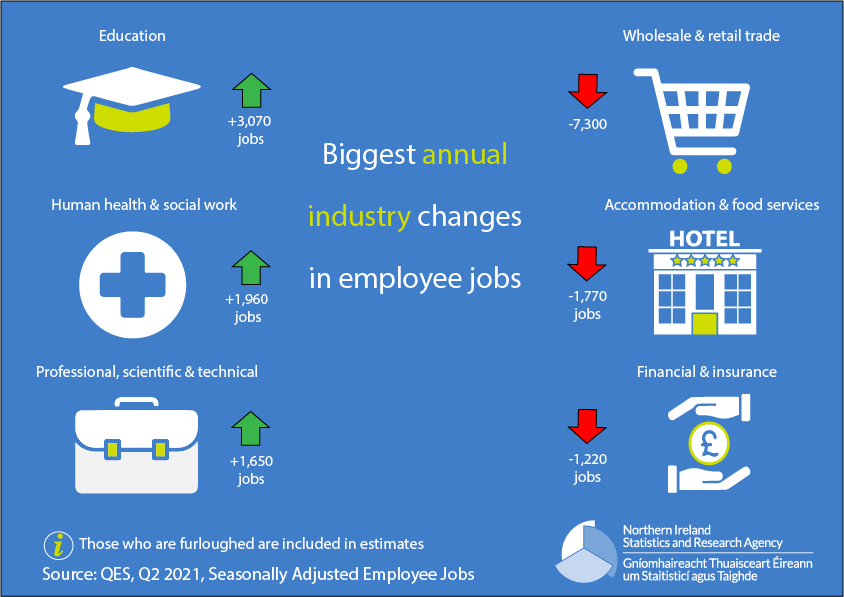 Education
+3,070
jobs
Human health & social work
+1,960
jobs
Professional, scientific & technical
+1,650
jobs
Biggest annual
industry changes
in employee jobs
Wholesale & retail trade
-7,300
Accommodation & food services
HOTEL
-1,770
jobs
Financial & insurance
£
-1,220
jobs
i Those who are furloughed are included in estimates
Source: QES, Q2 2021, Seasonally Adjusted Employee Jobs
Northern Ireland
Statistics and Research Agency
Gníomhaireacht Thuaisceart Éireann
um Staitisticí agus Taighde